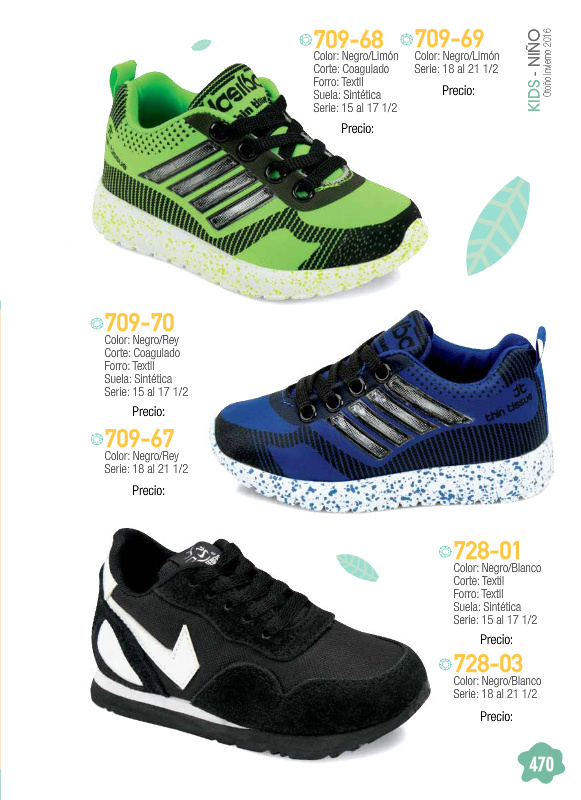 709-68
Color: Negro/Limón
Corte: Coagulado
Forro: Textil
Suela: Sintética
Serie: 15 al 17 1/2
Precio:
709-69
Color: Negro/Limón
Serie: 18 al 21 1/2
Precio:
KIDS - NIÑO
Otoño Invierno 2016
thin tissue
tissue
709-70
Color: Negro/Rey
Corte: Coagulado
Forro: Textil
Suela: Sintética
Serie: 15 al 17 1/2
Precio:
709-67
Color: Negro/Rey
Serie: 18 al 21 1/2
Precio:
thin tissue
728-01
Color: Negro/Blanco
Corte: Textil
Forro: Textil
Suela: Sintética
Serie: 15 al 17 1/2
Precio:
728-03
Color: Negro/Blanco
Serie: 18 al 21 1/2
Precio:
470